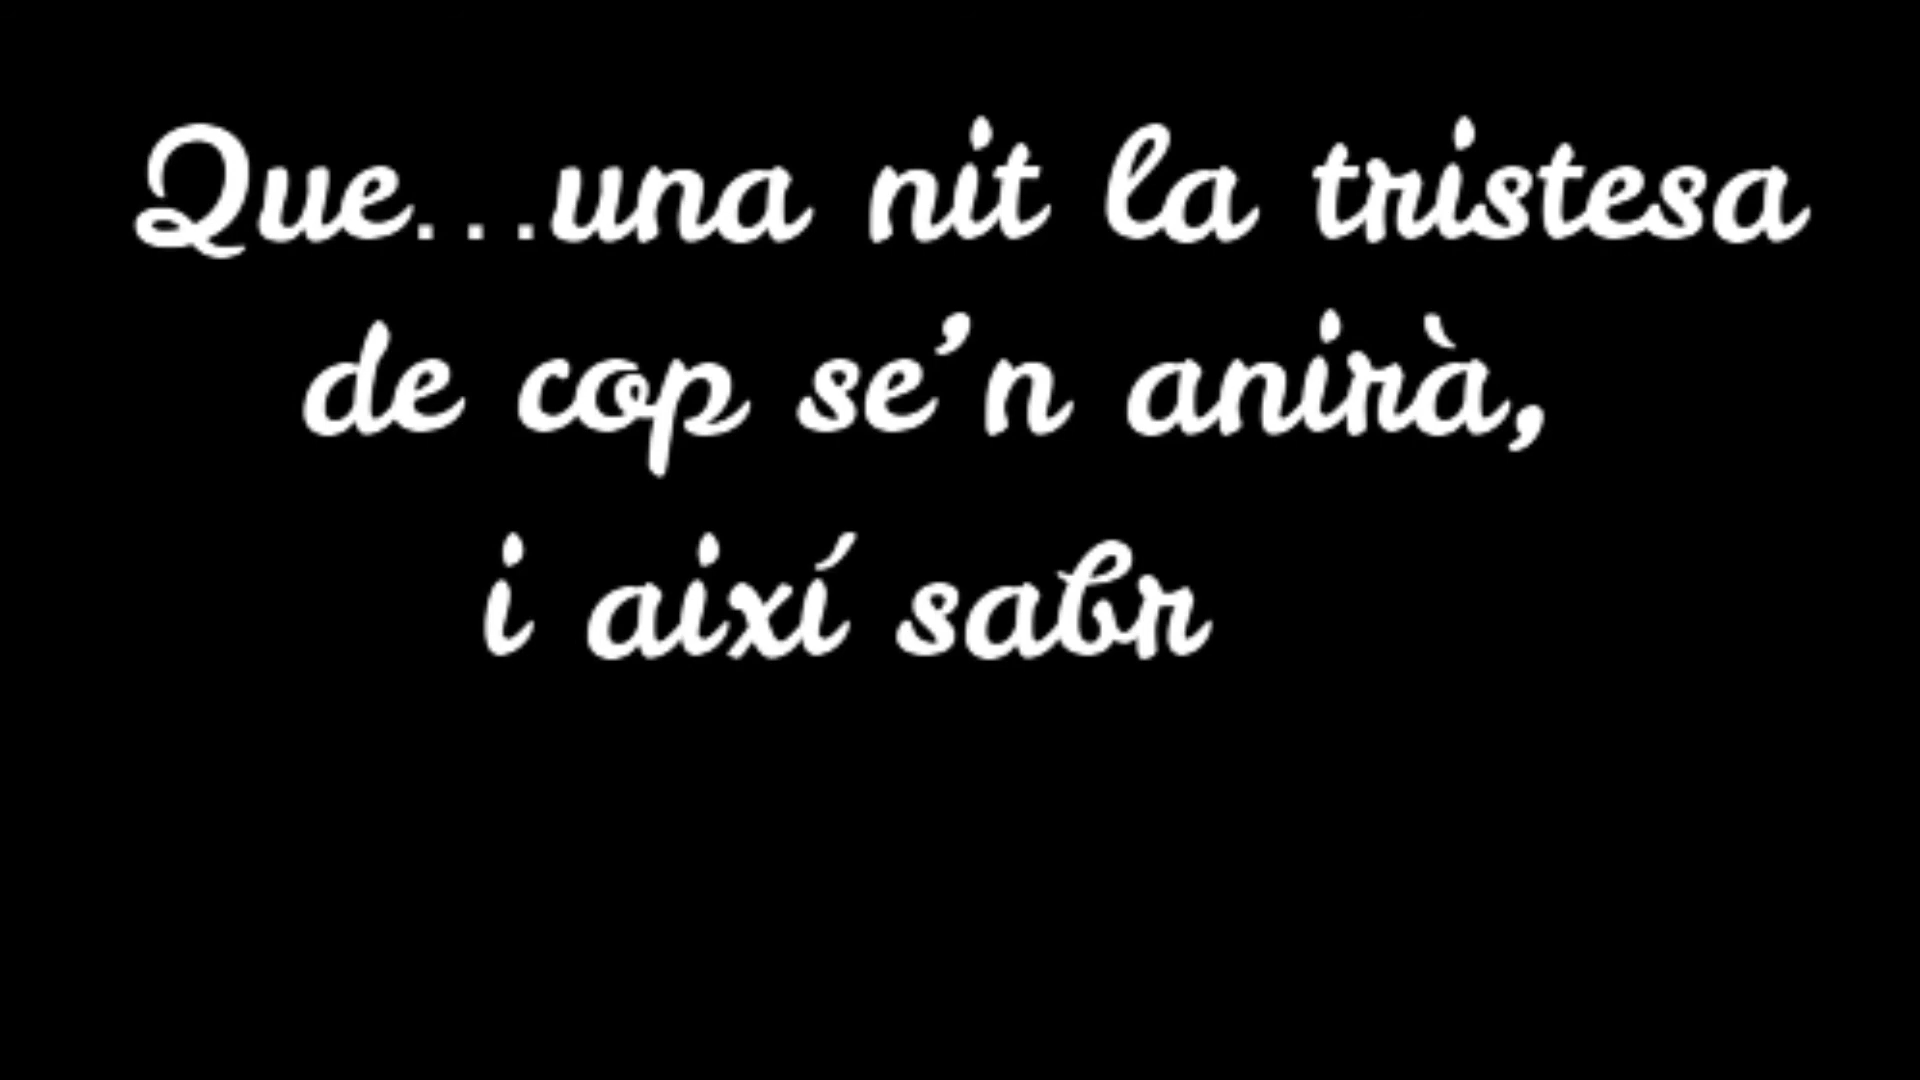 Que...una nit la tristesa
de cop se’n anirà,
i així sabr